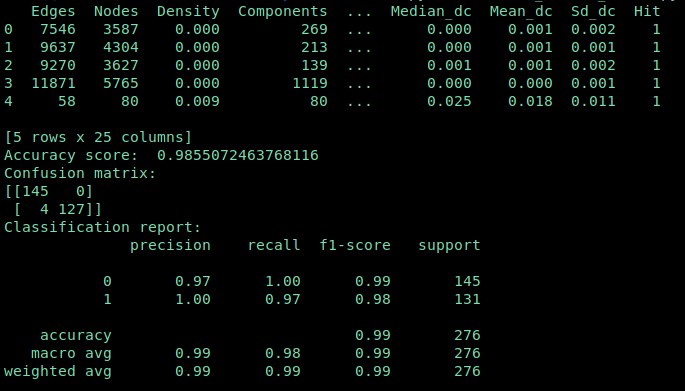 Edges  Nodes  Density  Components  ...  Median_dc  Mean_dc  Sd_dc  Hit
0   7546   3587    0.000         269  ...      0.000    0.001  0.002    1
1   9637   4304    0.000         213  ...      0.000    0.001  0.001    1
2   9270   3627    0.000         139  ...      0.001    0.001  0.002    1
3  11871   5765    0.000        1119  ...      0.000    0.000  0.001    1
4     58     80    0.009          80  ...      0.025    0.018  0.011    1
[5 rows x 25 columns]
Accuracy score:  0.9855072463768116
Confusion matrix:
[[145   0]
 [  4 127]]
Classification report:
              precision    recall  f1-score   support
           0       0.97      1.00      0.99       145
           1       1.00      0.97      0.98       131
    accuracy                           0.99       276
   macro avg       0.99      0.98      0.99       276
weighted avg       0.99      0.99      0.99       276